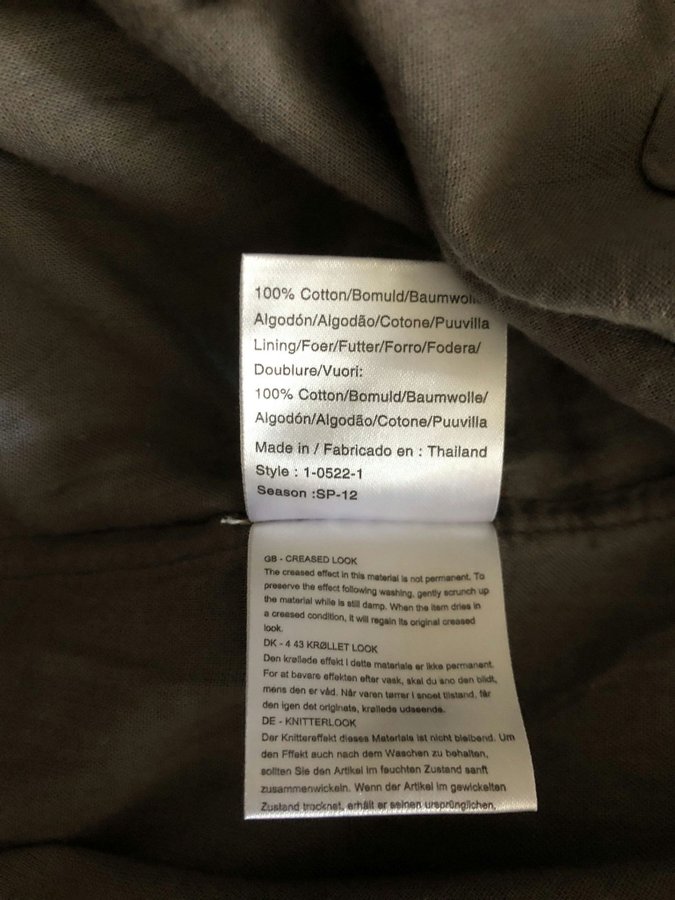 100% Cotton/Bomuld/Baumwolle
Algodón/Algodão/Cotone/Puuvilla
Lining/Foer/Futter/Forro/Fodera/
Doublure/Vuori:
100% Cotton/Bomuld/Baumwolle/
Algodón/Algodão/Cotone/Puuvilla
Made in / Fabricado en : Thailand
Style : 1-0522-1
Season :SP-12
GB - CREASED LOOK
The creased effect in this material is not permanent. To
preserve the effect following washing, gently scrunch up
the material while is still damp. When the item dries in
a creased condition, it will regain its original creased
look.
DK - 4 43 KRØLLET LOOK
Den krøllede effekt i dette materiale er ikke permanent.
For at bevare effekten efter vask, skal du sno den blidt,
mens den er våd. Når varen tørrer i snoet tilstand, får
den igen det originale, krøllede udseende.
DE - KNITTERLOOK
Der Knittereffekt dieses Materials ist nicht bleibend. Um
den Fffekt auch nach dem Waschen zu behalten,
sollten Sie den Artikel im feuchten Zustand sanft
zusammenwickeln. Wenn der Artikel im gewickelten
Zustand trocknet, erhält er seinen ursprünglichen,